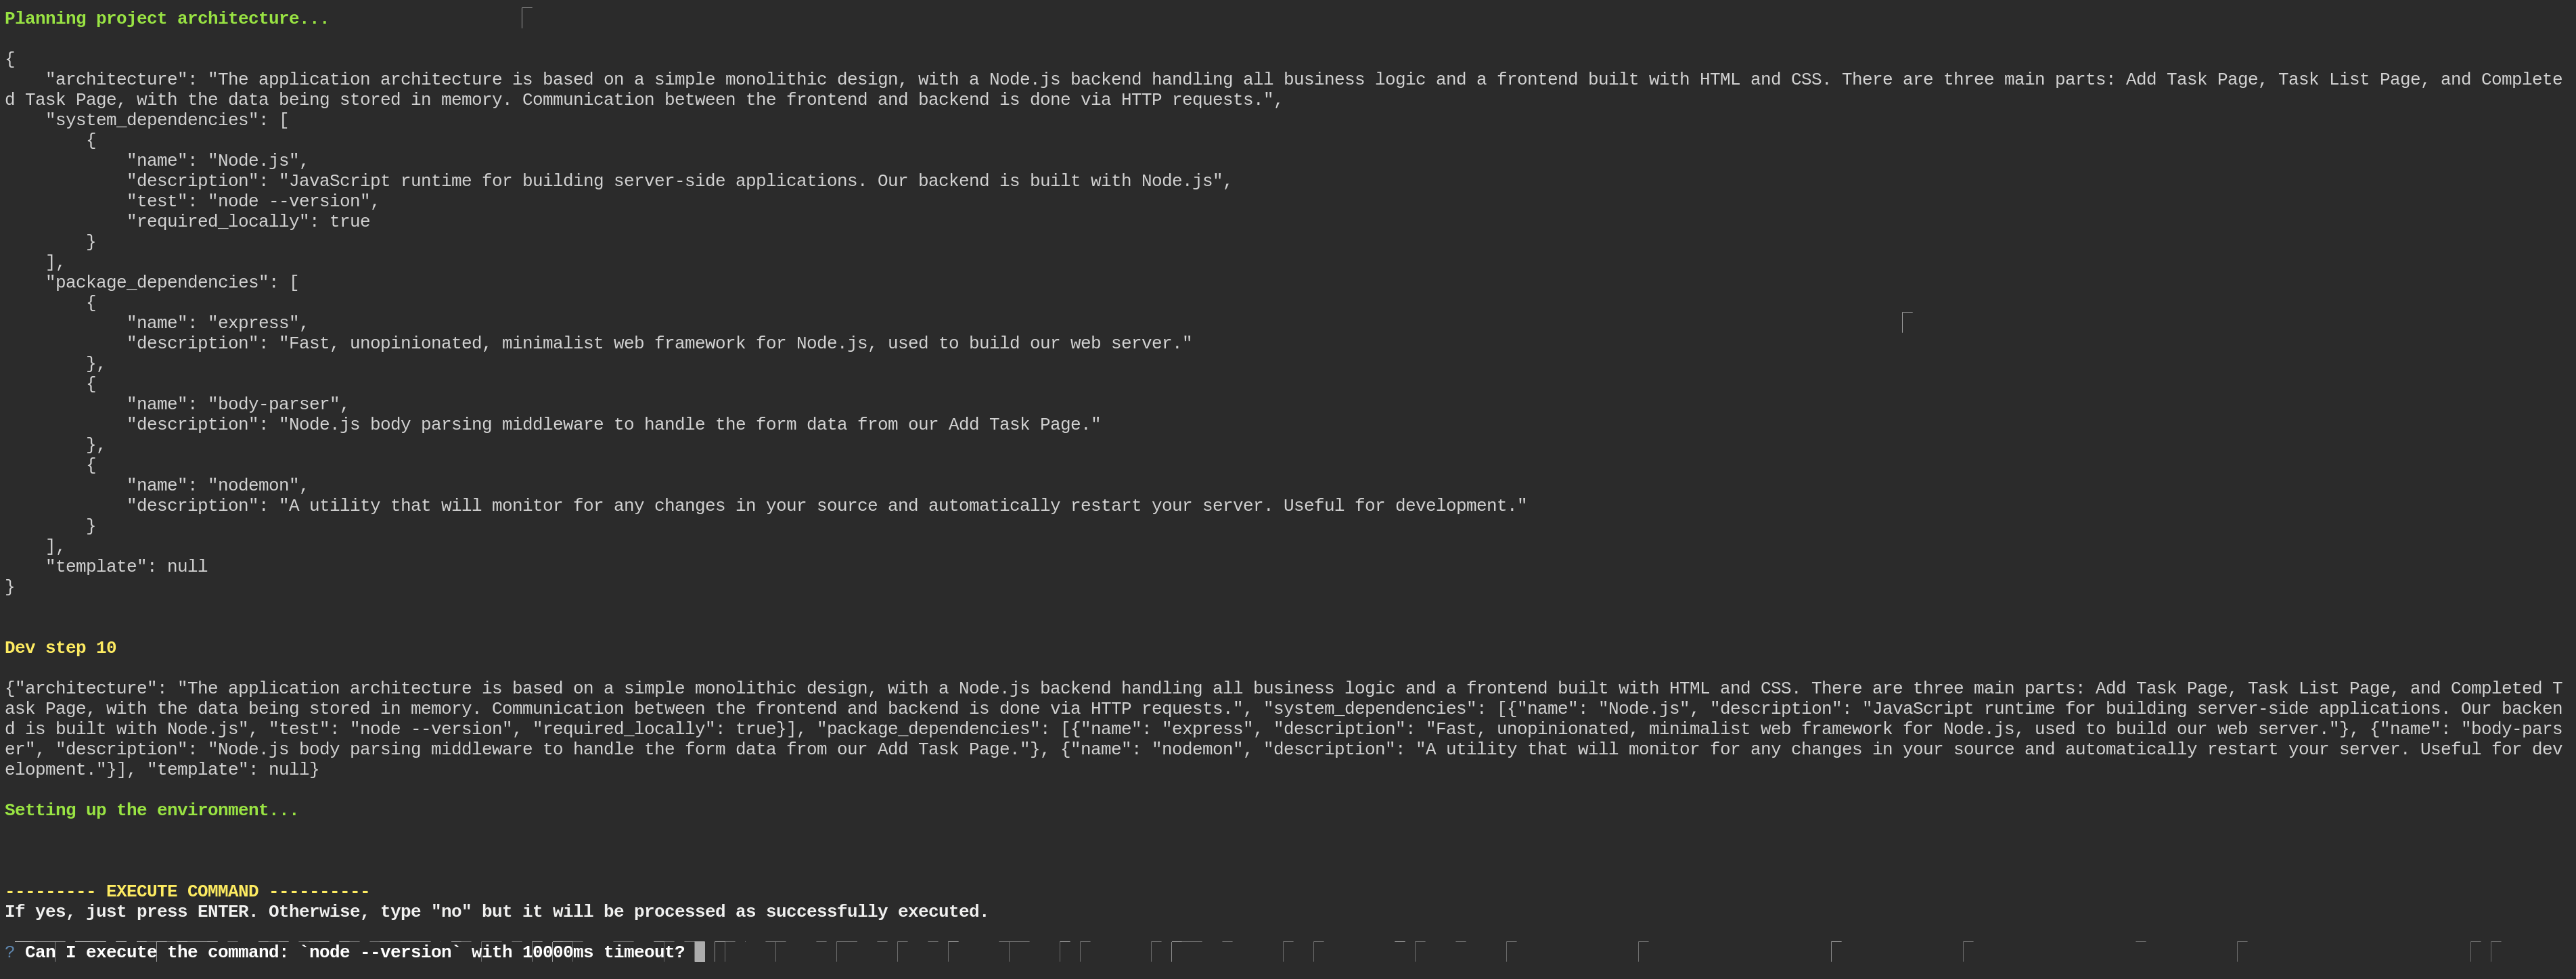 Planning project architecture...
{
    "architecture": "The application architecture is based on a simple monolithic design, with a Node.js backend handling all business logic and a frontend built with HTML and CSS. There are three main parts: Add Task Page, Task List Page, and Complete
d Task Page, with the data being stored in memory. Communication between the frontend and backend is done via HTTP requests.",
    "system_dependencies": [
        {
            "name": "Node.js",
            "description": "JavaScript runtime for building server-side applications. Our backend is built with Node.js",
            "test": "node --version",
            "required_locally": true
        }
    ],
    "package_dependencies": [
        {
            "name": "express",
            "description": "Fast, unopinionated, minimalist web framework for Node.js, used to build our web server."
        },
        {
            "name": "body-parser",
            "description": "Node.js body parsing middleware to handle the form data from our Add Task Page."
        },
        {
            "name": "nodemon",
            "description": "A utility that will monitor for any changes in your source and automatically restart your server. Useful for development."
        }
    ],
    "template": null
}
Dev step 10
{"architecture": "The application architecture is based on a simple monolithic design, with a Node.js backend handling all business logic and a frontend built with HTML and CSS. There are three main parts: Add Task Page, Task List Page, and Completed T
ask Page, with the data being stored in memory. Communication between the frontend and backend is done via HTTP requests.", "system_dependencies": [{"name": "Node.js", "description": "JavaScript runtime for building server-side applications. Our backen
d is built with Node.js", "test": "node --version", "required_locally": true}], "package_dependencies": [{"name": "express", "description": "Fast, unopinionated, minimalist web framework for Node.js, used to build our web server."}, {"name": "body-pars
er", "description": "Node.js body parsing middleware to handle the form data from our Add Task Page."}, {"name": "nodemon", "description": "A utility that will monitor for any changes in your source and automatically restart your server. Useful for dev
elopment."}], "template": null}
Setting up the environment...
--------- EXECUTE COMMAND ----------
If yes, just press ENTER. Otherwise, type "no" but it will be processed as successfully executed.
? Can I execute the command: `node --version` with 10000ms timeout?